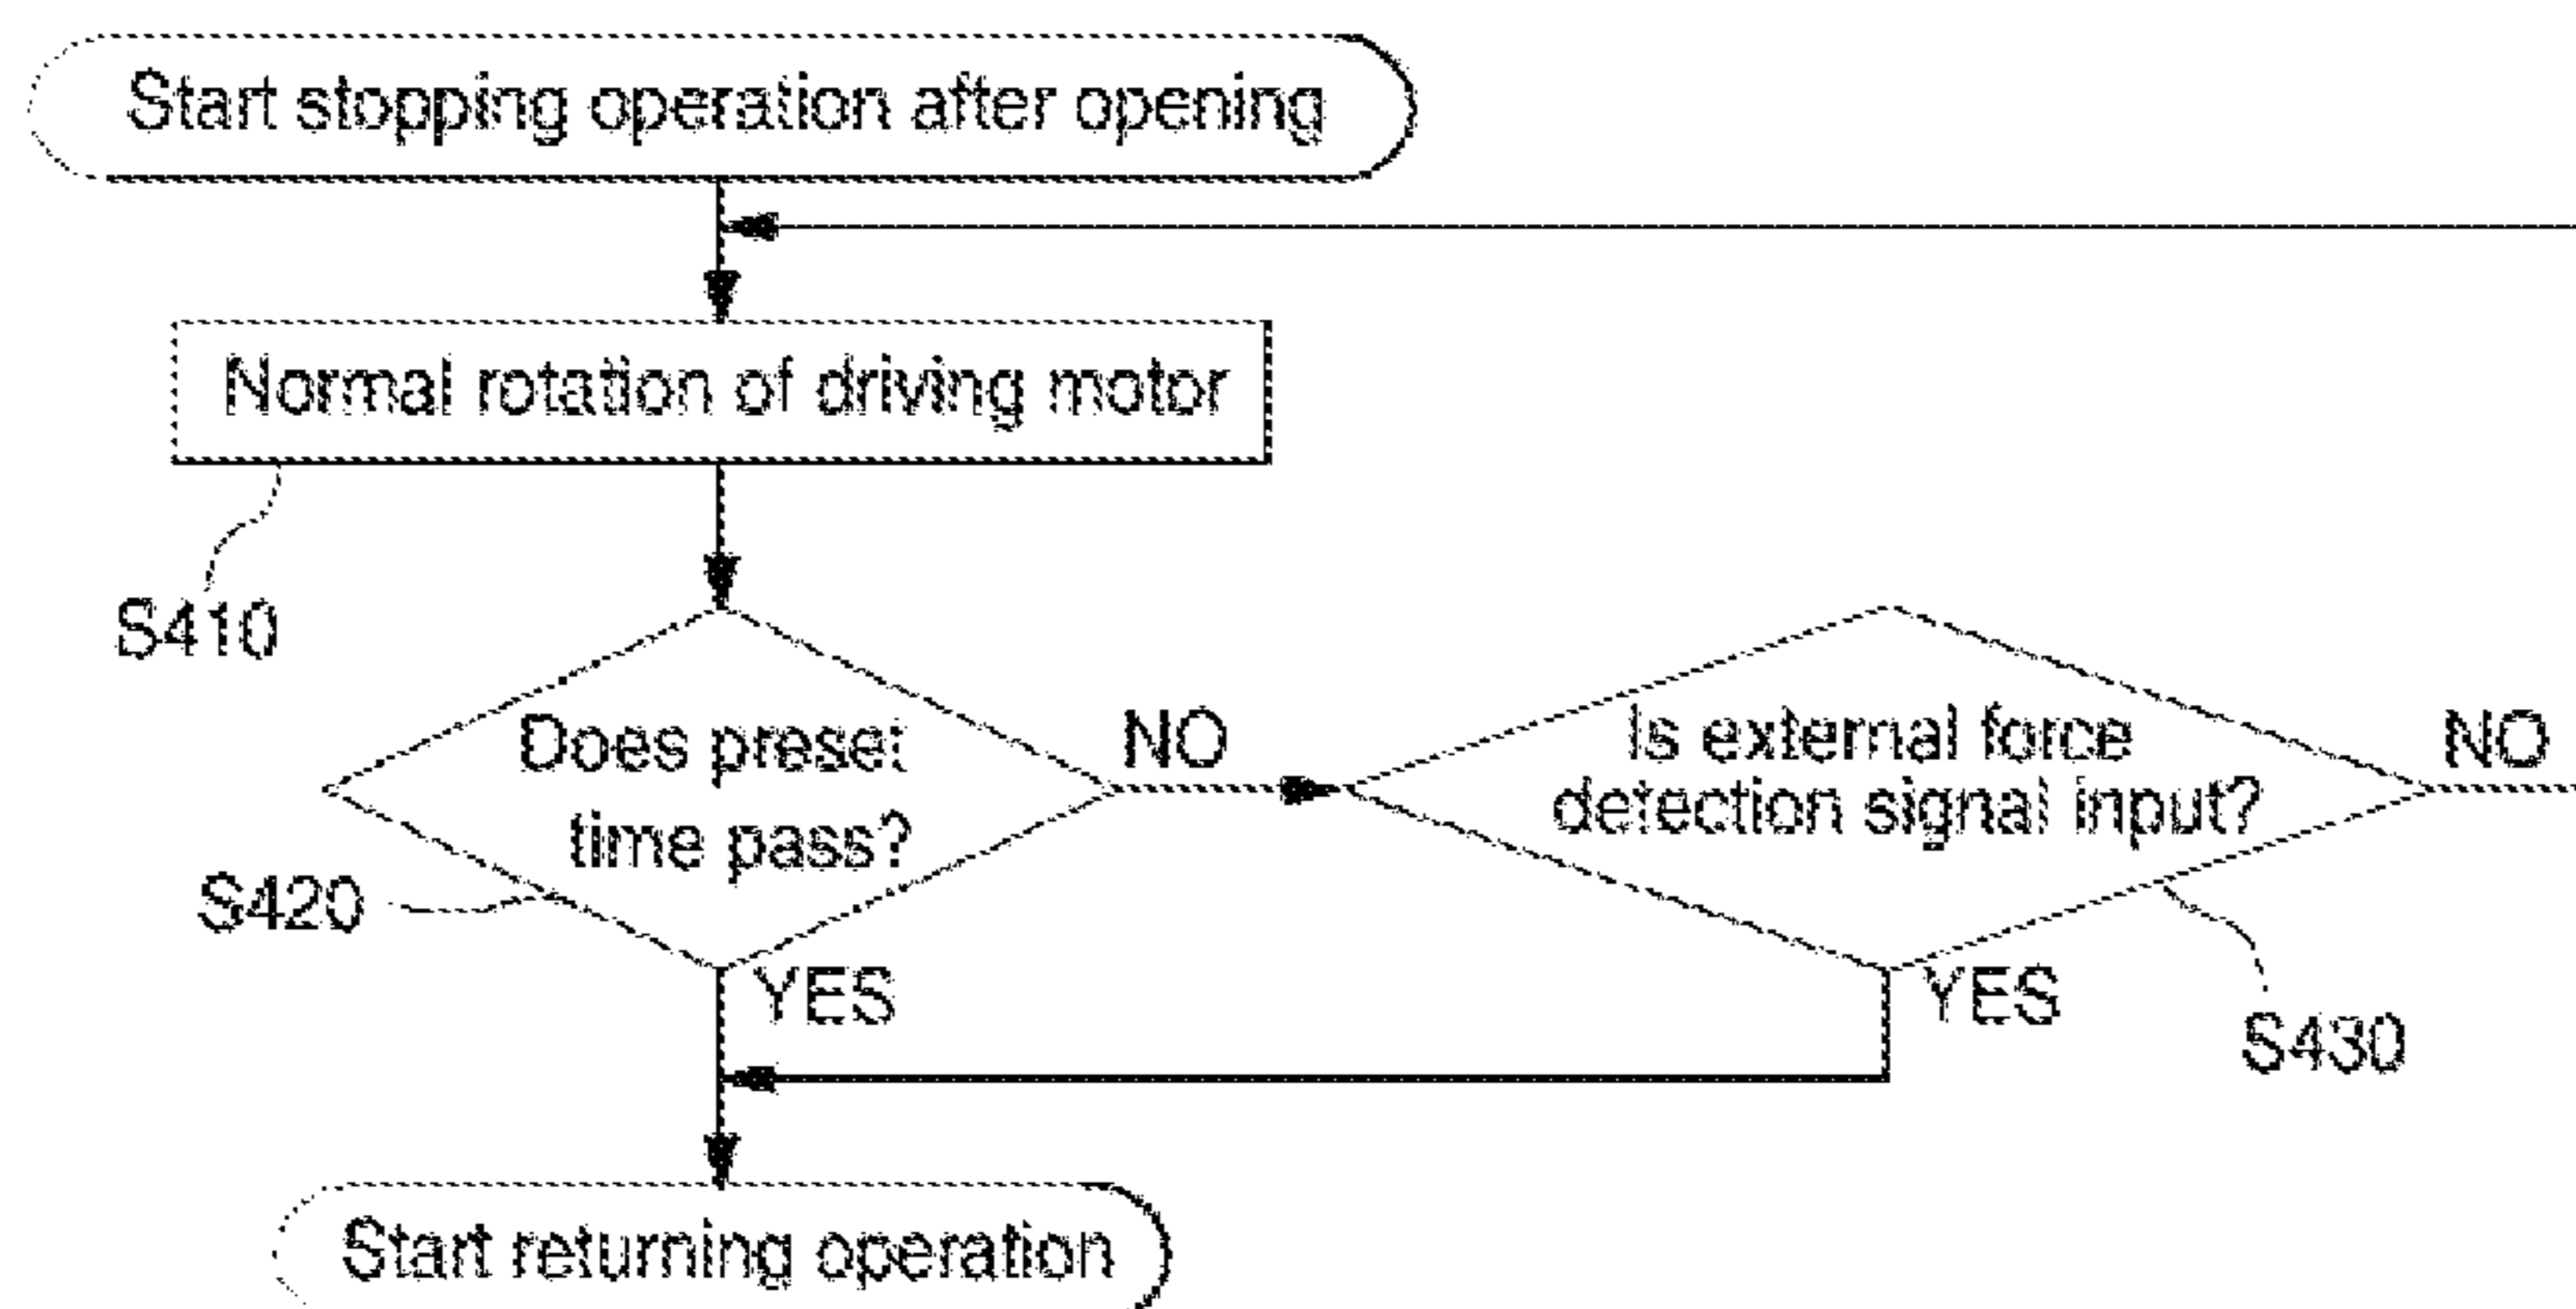 Start stopping operation after opening
Normal rotation of driving motor
S410
Does preset
time pass?
NO
Is external force
detection signal input?
NO
S420
YES
YES
S430
Start returning operation